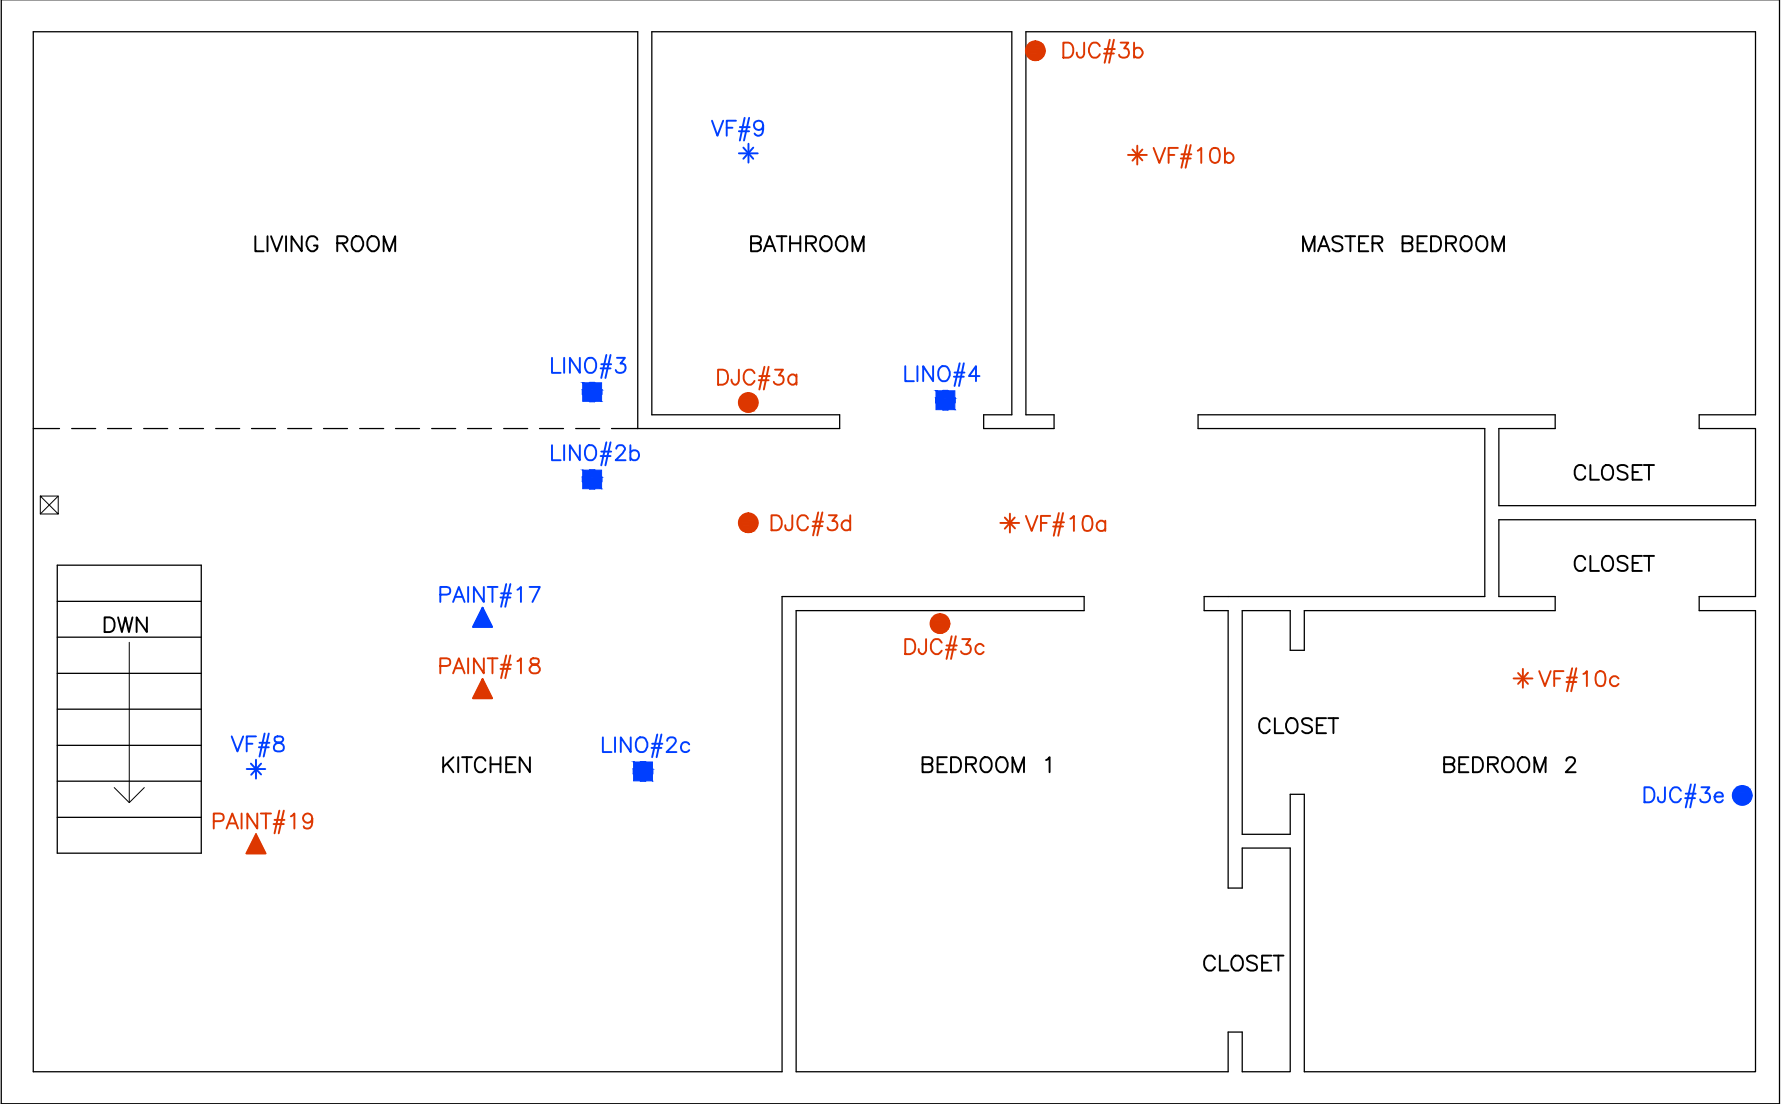 DJC#3b
VF#9
VF#10b
LIVING ROOM
BATHROOM
MASTER BEDROOM
LINO#3
DJC#3a
LINO#4
LINO#2b
CLOSET
DJC#3d
VF#10a
CLOSET
PAINT#17
DWN
DJC#3c
PAINT#18
VF#10c
CLOSET
VF#8
LINO#2c
KITCHEN
BEDROOM 1
BEDROOM 2
DJC#3e
PAINT#19
CLOSET